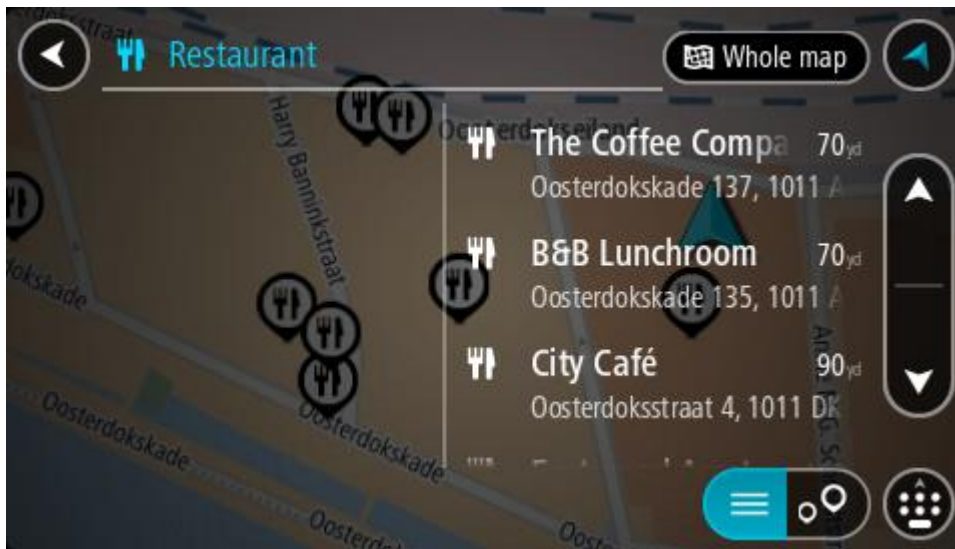 Restaurant
Whole map
The Coffee Compa 70yd
Oosterdokskade 137, 1011 A
B&B Lunchroom 70yd
Oosterdokskade 135, 1011 A
City Café 90yd
Oosterdoksstraat 4, 1011 DK
Oosterdokseiland
Harry Banninkstraat
Oosterdokskade
Oosterdokskade